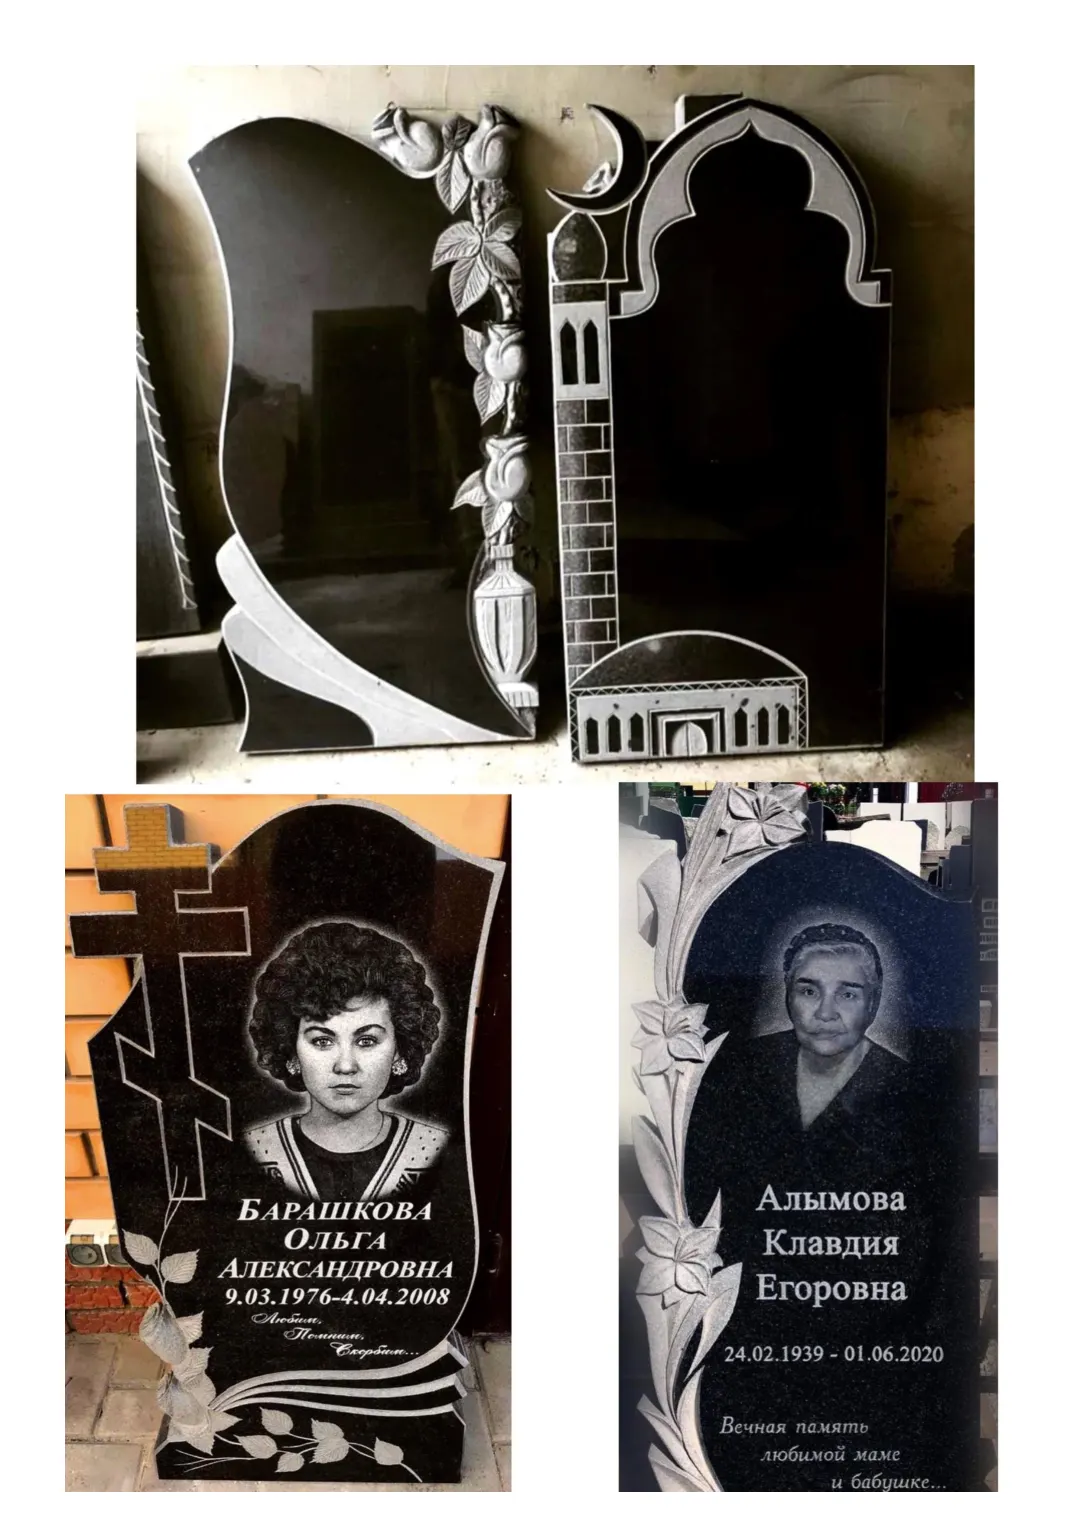 Барашкова
Ольга
Александровна
9.03.1976-4.04.2008
Любим,
Помним,
Скорбим...
Алымова
Клавдия
Егоровна
24.02.1939 - 01.06.2020
Вечная память
любимой маме
и бабушке...